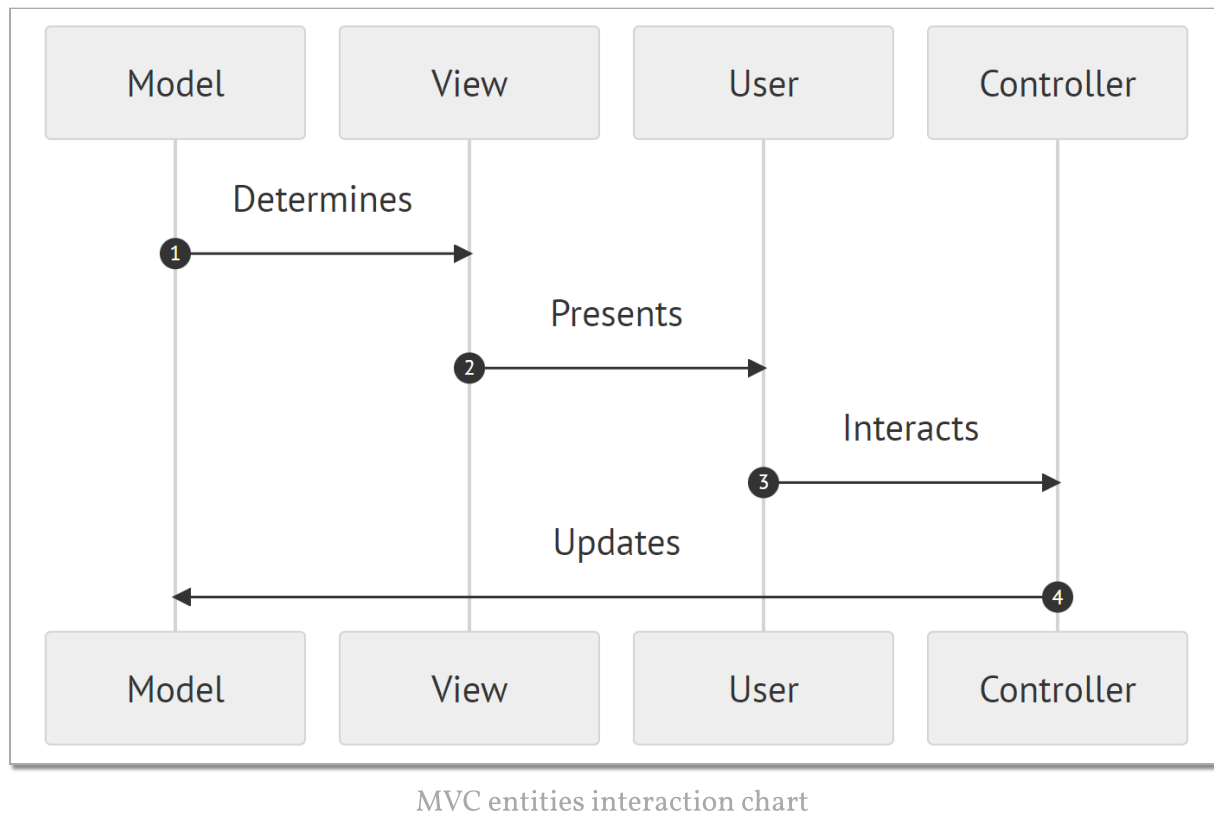 Model
View
User
Controller
Determines
1
Presents
2
Interacts
3
Updates
4
Model
View
User
Controller
MVC entities interaction chart